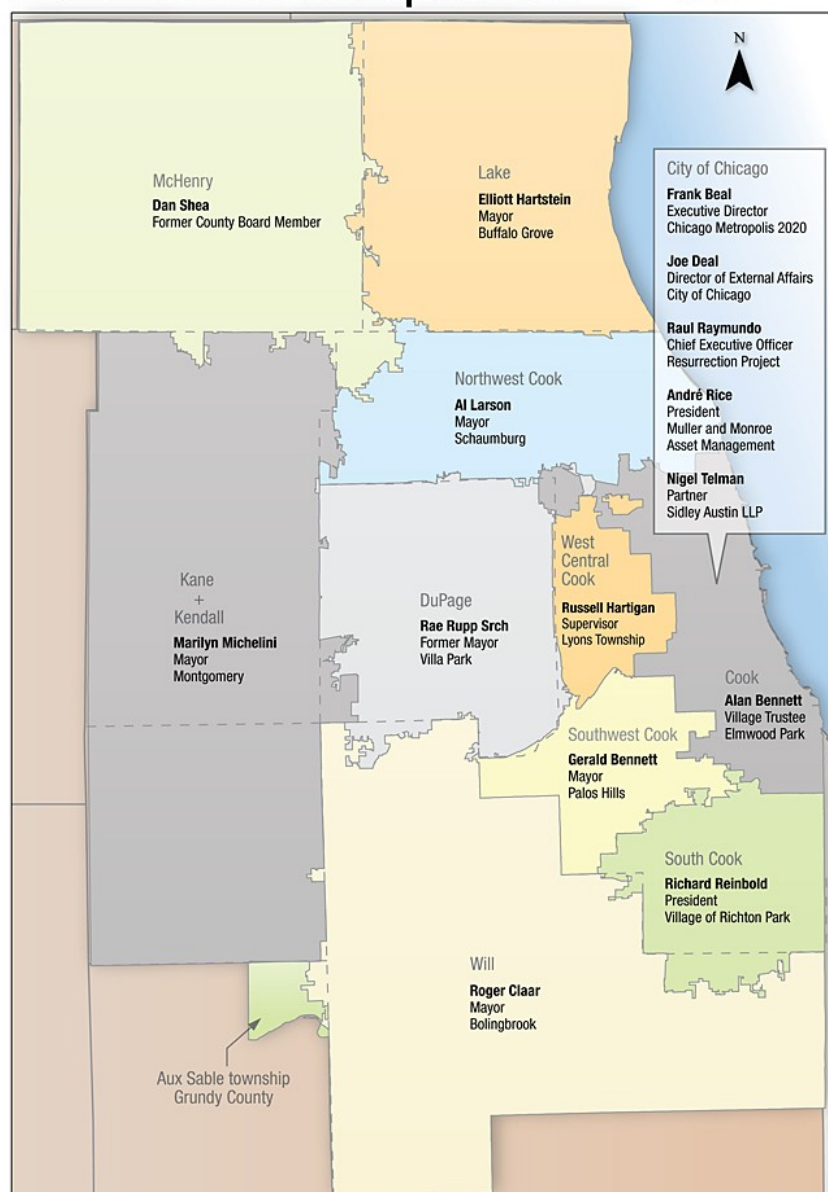 N
McHenry
Dan Shea
Former County Board Member
Lake
Elliott Hartstein
Mayor
Buffalo Grove
City of Chicago
Frank Beal
Executive Director
Chicago Metropolis 2020
Joe Deal
Director of External Affairs
City of Chicago
Raul Raymundo
Chief Executive Officer
Resurrection Project
André Rice
President
Muller and Monroe
Asset Management
Nigel Telman
Partner
Sidley Austin LLP
Northwest Cook
Al Larson
Mayor
Schaumburg
West
Central
Cook
Russell Hartigan
Supervisor
Lyons Township
Kane
+
Kendall
Marilyn Michelini
Mayor
Montgomery
DuPage
Rae Rupp Srch
Former Mayor
Villa Park
Cook
Alan Bennett
Village Trustee
Elmwood Park
Southwest Cook
Gerald Bennett
Mayor
Palos Hills
South Cook
Richard Reinbold
President
Village of Richton Park
Will
Roger Claar
Mayor
Bolingbrook
Aux Sable township
Grundy County